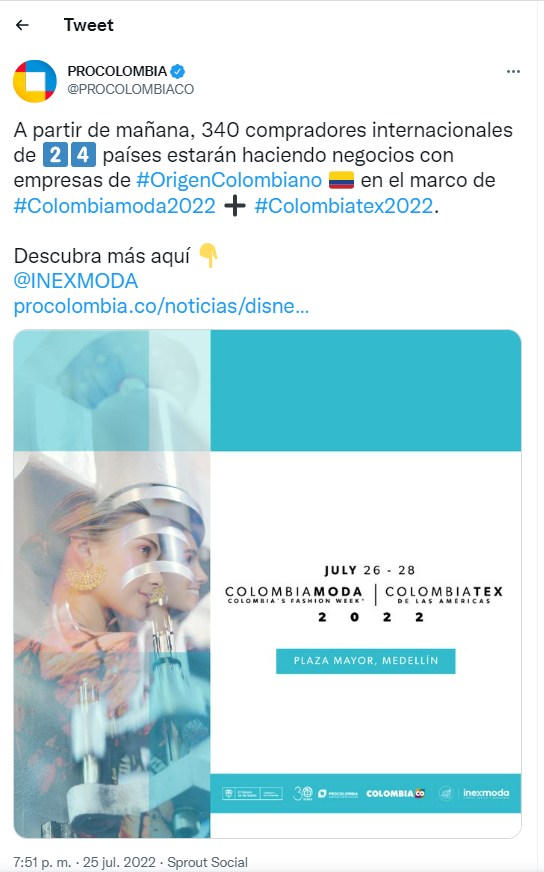 Tweet
PROCOLOMBIA
@PROCOLOMBIACO
A partir de mañana, 340 compradores internacionales
de 2️⃣4️⃣ países estarán haciendo negocios con
empresas de #OrigenColombiano 🇨🇴 en el marco de
#Colombiamoda2022 ➕ #Colombiatex2022.
Descubra más aquí 👇
@INEXMODA
procolombia.co/noticias/disne...
JULY 26 - 28
COLOMBIAMODA | COLOMBIATEX
COLOMBIA'S FASHION WEEK DE LAS AMÉRICAS
2 0 2 2
PLAZA MAYOR, MEDELLÍN
30 PROCOLOMBIA COLOMBIA CO inexmoda
7:51 p. m. · 25 jul. 2022 · Sprout Social